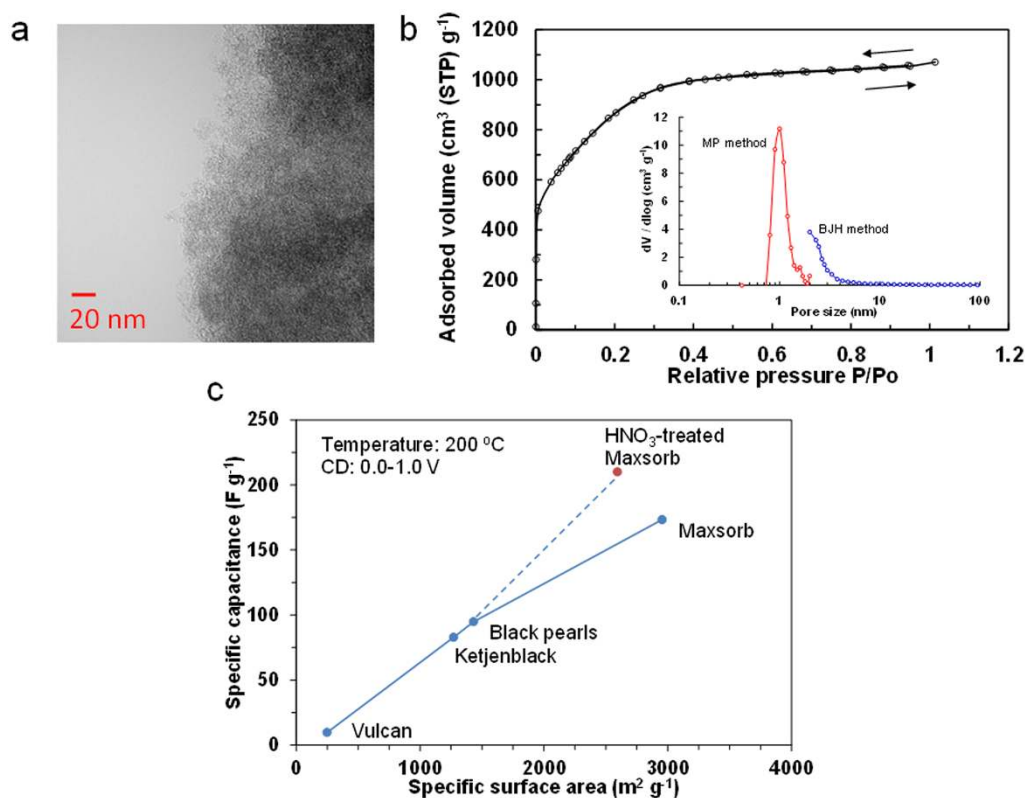 a
20 nm
b
Adsorbed volume (cm³ (STP) g⁻¹)
1200
1000
800
600
400
200
0
0
0.2
0.4
0.6
0.8
1
1.2
Relative pressure P/Po
dV / dlog (cm³ g⁻¹)
12
10
8
6
4
2
0
MP method
BJH method
0.1
1
10
100
Pore size (nm)
c
Specific capacitance (F g⁻¹)
250
200
150
100
50
0
Temperature: 200 ºC
CD: 0.0-1.0 V
HNO₃-treated
Maxsorb
Maxsorb
Black pearls
Ketjenblack
Vulcan
0
1000
2000
3000
4000
Specific surface area (m² g⁻¹)